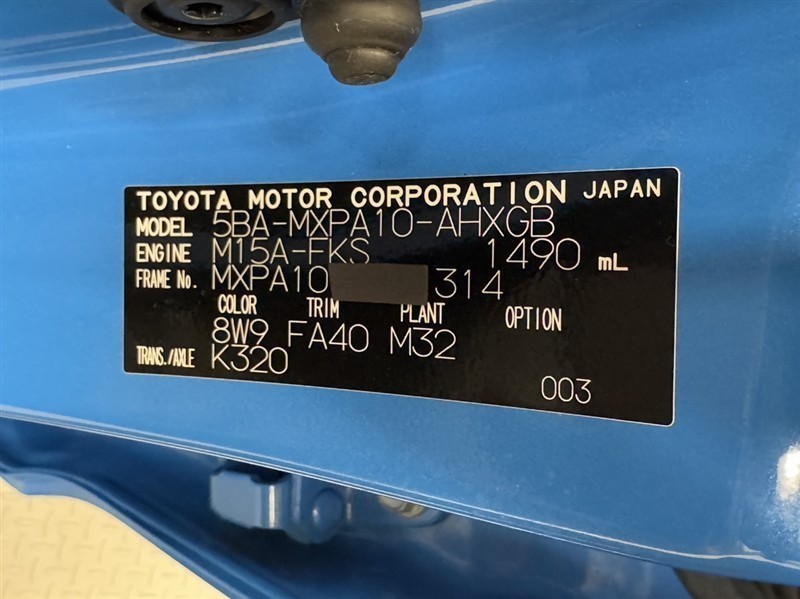 TOYOTA MOTOR CORPORATION JAPAN
MODEL 5BA-MXPA10-AHXGB
ENGINE M15A-FKS 1490 mL
FRAME No. MXPA10 314
COLOR TRIM PLANT OPTION
8W9 FA40 M32
TRANS./AXLE K320
003